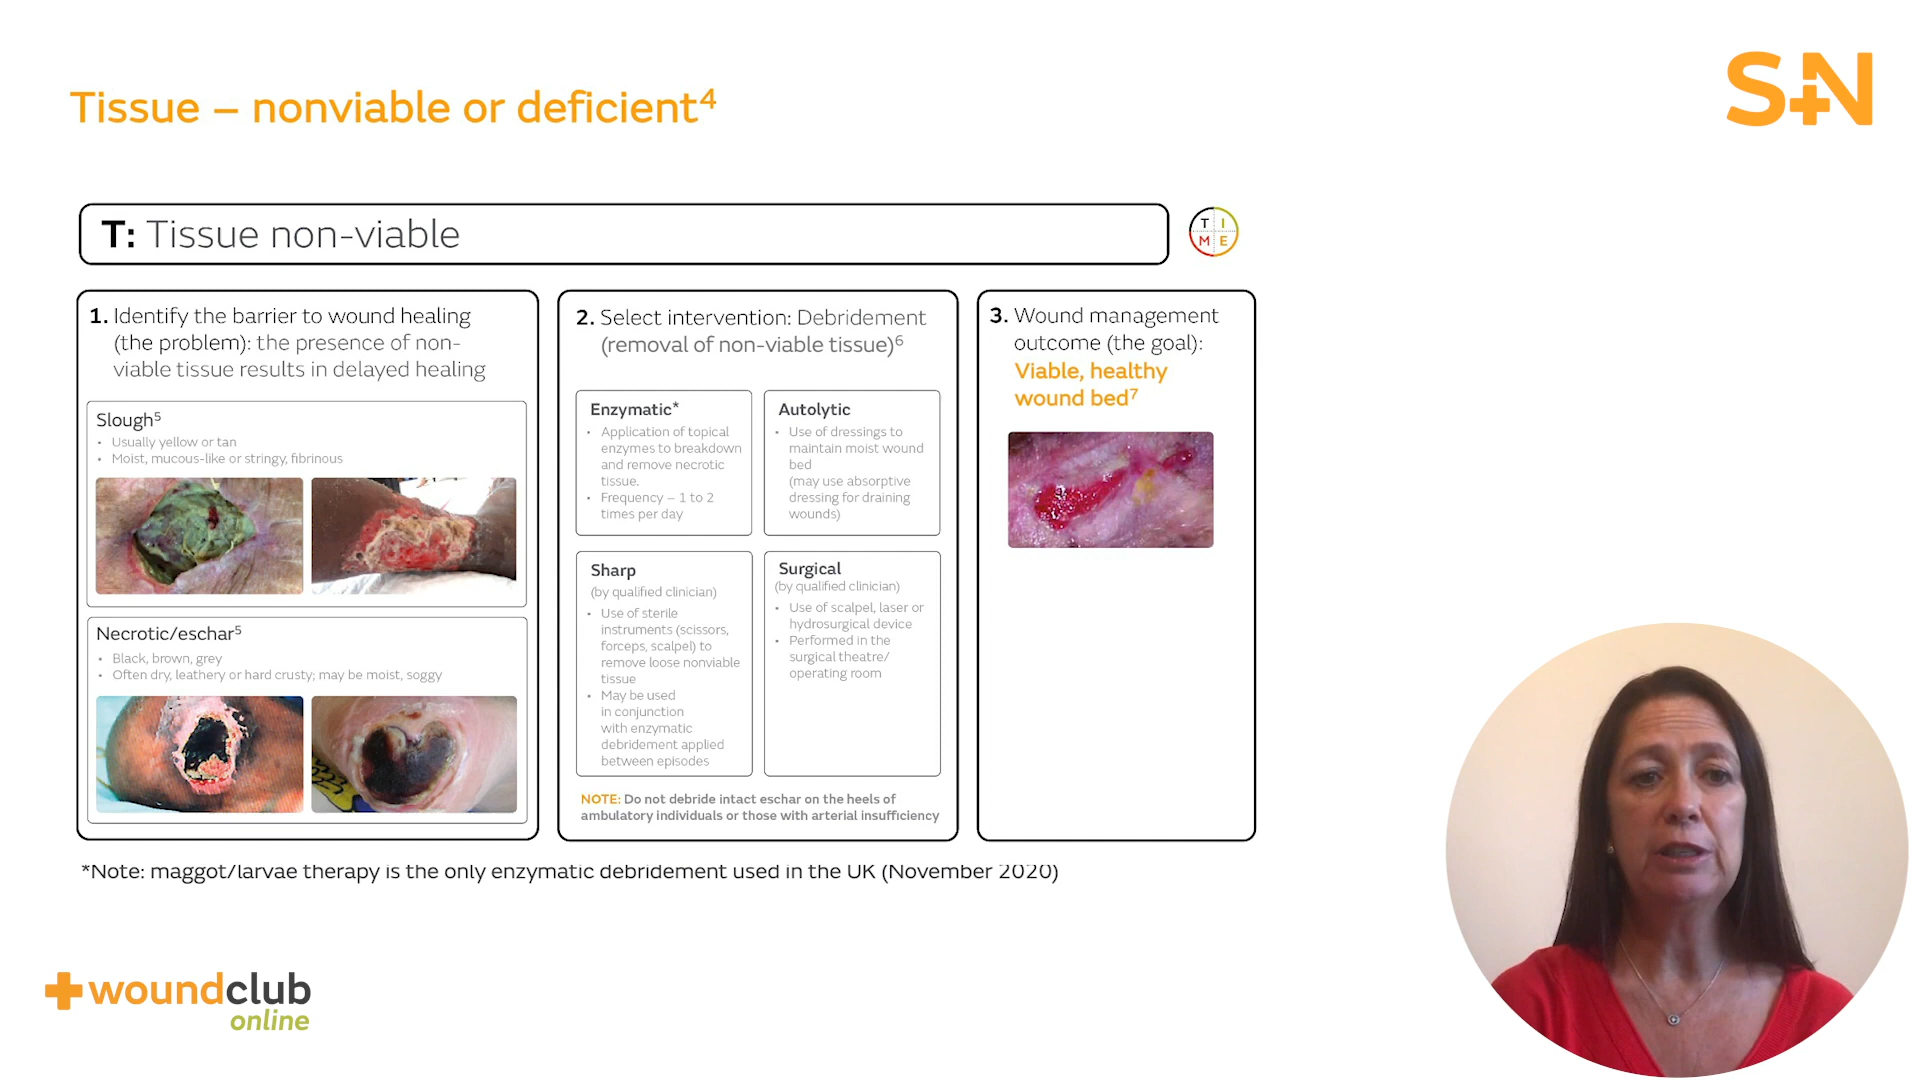 Tissue – nonviable or deficient⁴
S+N
T: Tissue non-viable
T I
M E
1. Identify the barrier to wound healing
(the problem): the presence of non-
viable tissue results in delayed healing
Slough⁵
• Usually yellow or tan
• Moist, mucous-like or stringy, fibrinous
Necrotic/eschar⁵
• Black, brown, grey
• Often dry, leathery or hard crusty; may be moist, soggy
2. Select intervention: Debridement
(removal of non-viable tissue)⁶
Enzymatic*
• Application of topical
enzymes to breakdown
and remove necrotic
tissue.
• Frequency – 1 to 2
times per day
Autolytic
• Use of dressings to
maintain moist wound
bed
(may use absorptive
dressing for draining
wounds)
Sharp
(by qualified clinician)
• Use of sterile
instruments (scissors,
forceps, scalpel) to
remove loose nonviable
tissue
• May be used
in conjunction
with enzymatic
debridement applied
between episodes
Surgical
(by qualified clinician)
• Use of scalpel, laser or
hydrosurgical device
• Performed in the
surgical theatre/
operating room
NOTE: Do not debride intact eschar on the heels of
ambulatory individuals or those with arterial insufficiency
3. Wound management
outcome (the goal):
Viable, healthy
wound bed⁷
*Note: maggot/larvae therapy is the only enzymatic debridement used in the UK (November 2020)
woundclub
online